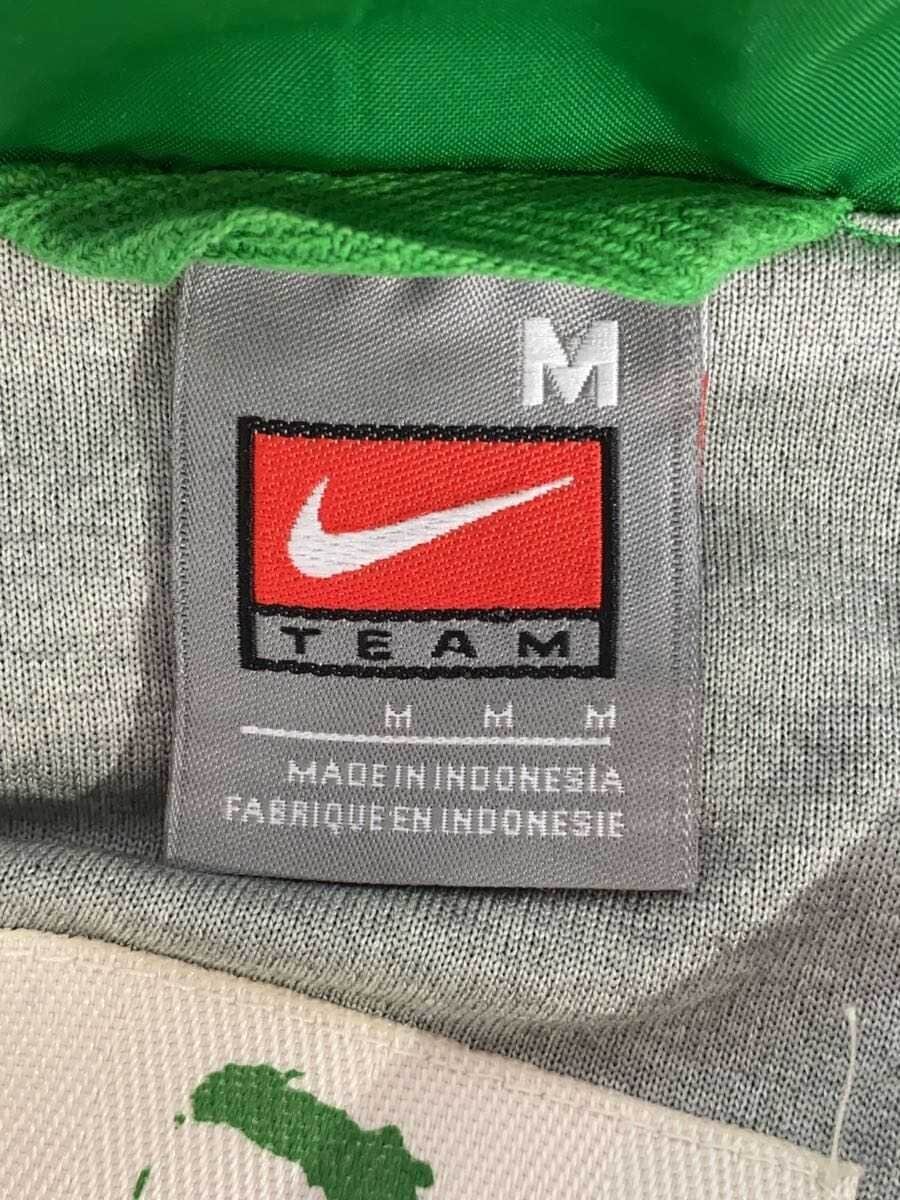 M
TEAM
M M M
MADE IN INDONESIA
FABRIQUE EN INDONESIE